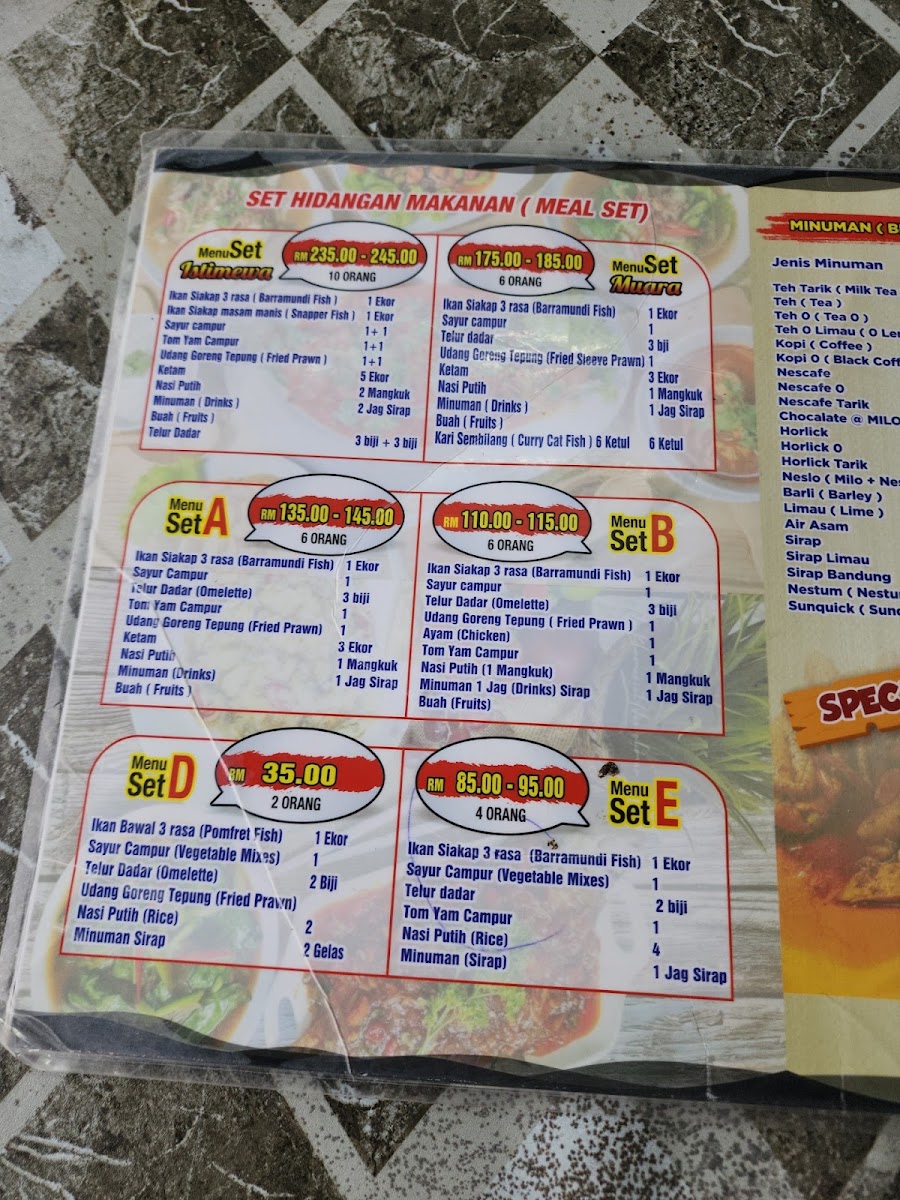 SET HIDANGAN MAKANAN ( MEAL SET)
Menu Set Istimewa
RM 235.00 - 245.00
10 ORANG
Ikan Siakap 3 rasa ( Barramundi Fish ) 1 Ekor
Ikan Siakap masam manis ( Snapper Fish ) 1 Ekor
Sayur campur 1+ 1
Tom Yam Campur 1+1
Udang Goreng Tepung ( Fried Prawn ) 1+1
Ketam 5 Ekor
Nasi Putih 2 Mangkuk
Minuman ( Drinks ) 2 Jag Sirap
Buah ( Fruits )
Telur Dadar 3 biji + 3 biji
RM 175.00 - 185.00
6 ORANG
Menu Set Muara
Ikan Siakap 3 rasa (Barramundi Fish) 1 Ekor
Sayur campur 1
Telur dadar 3 bji
Udang Goreng Tepung (Fried Sleeve Prawn) 1
Ketam 3 Ekor
Nasi Putih 1 Mangkuk
Minuman ( Drinks ) 1 Jag Sirap
Buah ( Fruits )
Kari Sembilang ( Curry Cat Fish ) 6 Ketul 6 Ketul
Menu Set A
RM 135.00 - 145.00
6 ORANG
Ikan Siakap 3 rasa (Barramundi Fish) 1 Ekor
Sayur Campur 1
Telur Dadar (Omelette) 3 biji
Tom Yam Campur 1
Udang Goreng Tepung (Fried Prawn) 1
Ketam 3 Ekor
Nasi Putih 1 Mangkuk
Minuman (Drinks) 1 Jag Sirap
Buah ( Fruits )
RM 110.00 - 115.00
6 ORANG
Menu Set B
Ikan Siakap 3 rasa (Barramundi Fish) 1 Ekor
Sayur campur 1
Telur Dadar (Omelette) 3 biji
Udang Goreng Tepung ( Fried Prawn ) 1
Ayam (Chicken) 1
Tom Yam Campur 1
Nasi Putih (1 Mangkuk) 1 Mangkuk
Minuman 1 Jag (Drinks) Sirap 1 Jag Sirap
Buah (Fruits)
Menu Set D
RM 35.00
2 ORANG
Ikan Bawal 3 rasa (Pomfret Fish) 1 Ekor
Sayur Campur (Vegetable Mixes) 1
Telur Dadar (Omelette) 2 Biji
Udang Goreng Tepung (Fried Prawn)
Nasi Putih (Rice) 2
Minuman Sirap 2 Gelas
RM 85.00 - 95.00
4 ORANG
Menu Set E
Ikan Siakap 3 rasa (Barramundi Fish) 1 Ekor
Sayur Campur (Vegetable Mixes) 1
Telur dadar 2 biji
Tom Yam Campur 1
Nasi Putih (Rice) 4
Minuman (Sirap) 1 Jag Sirap
MINUMAN (
Jenis Minuman
Teh Tarik ( Milk Tea
Teh ( Tea )
Teh O ( Tea O )
Teh O Limau ( O
Kopi ( Coffee )
Kopi O ( Black
Nescafe
Nescafe O
Nescafe Tarik
Chocalate @ MILO
Horlick
Horlick O
Horlick Tarik
Neslo ( Milo +
Barli ( Barley )
Limau ( Lime )
Air Asam
Sirap
Sirap Limau
Sirap Bandung
Nestum (
Sunquick (